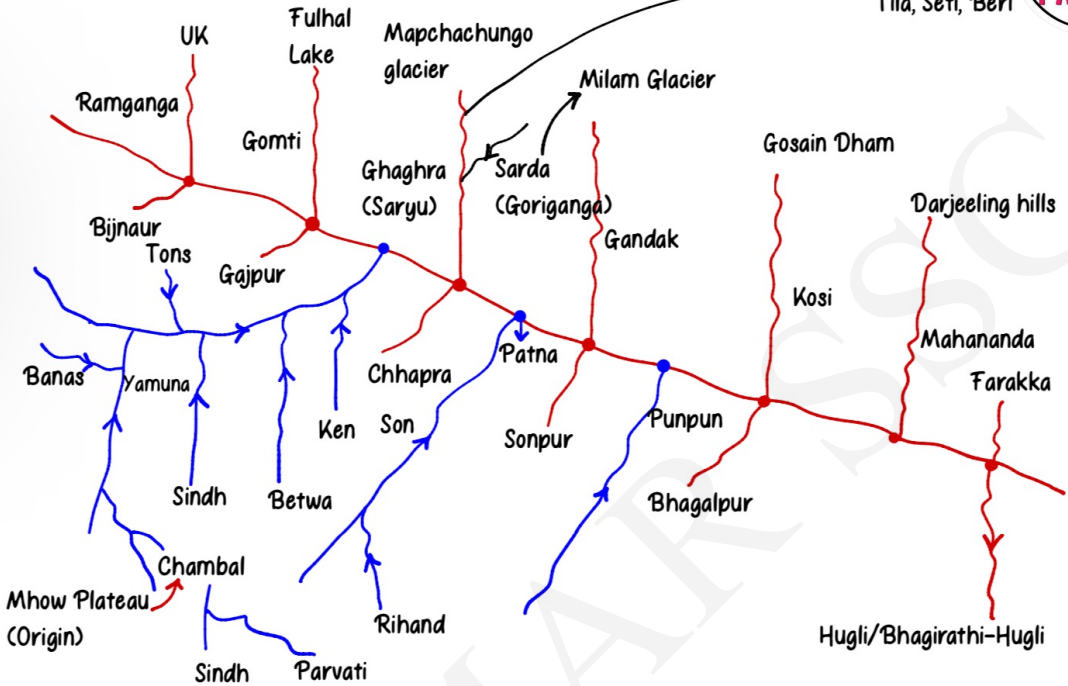 Tila, Seti, Beri
UK
Fulhal
Lake
Mapchachungo
glacier
Milam Glacier
Ramganga
Gomti
Ghaghra
(Saryu)
Sarda
(Goriganga)
Gosain Dham
Darjeeling hills
Bijnaur
Gajpur
Gandak
Tons
Kosi
Mahananda
Banas
Yamuna
Chhapra
Patna
Farakka
Ken
Son
Sonpur
Punpun
Sindh
Betwa
Bhagalpur
Chambal
Mhow Plateau
(Origin)
Rihand
Hugli/Bhagirathi-Hugli
Sindh
Parvati
MAR SSC